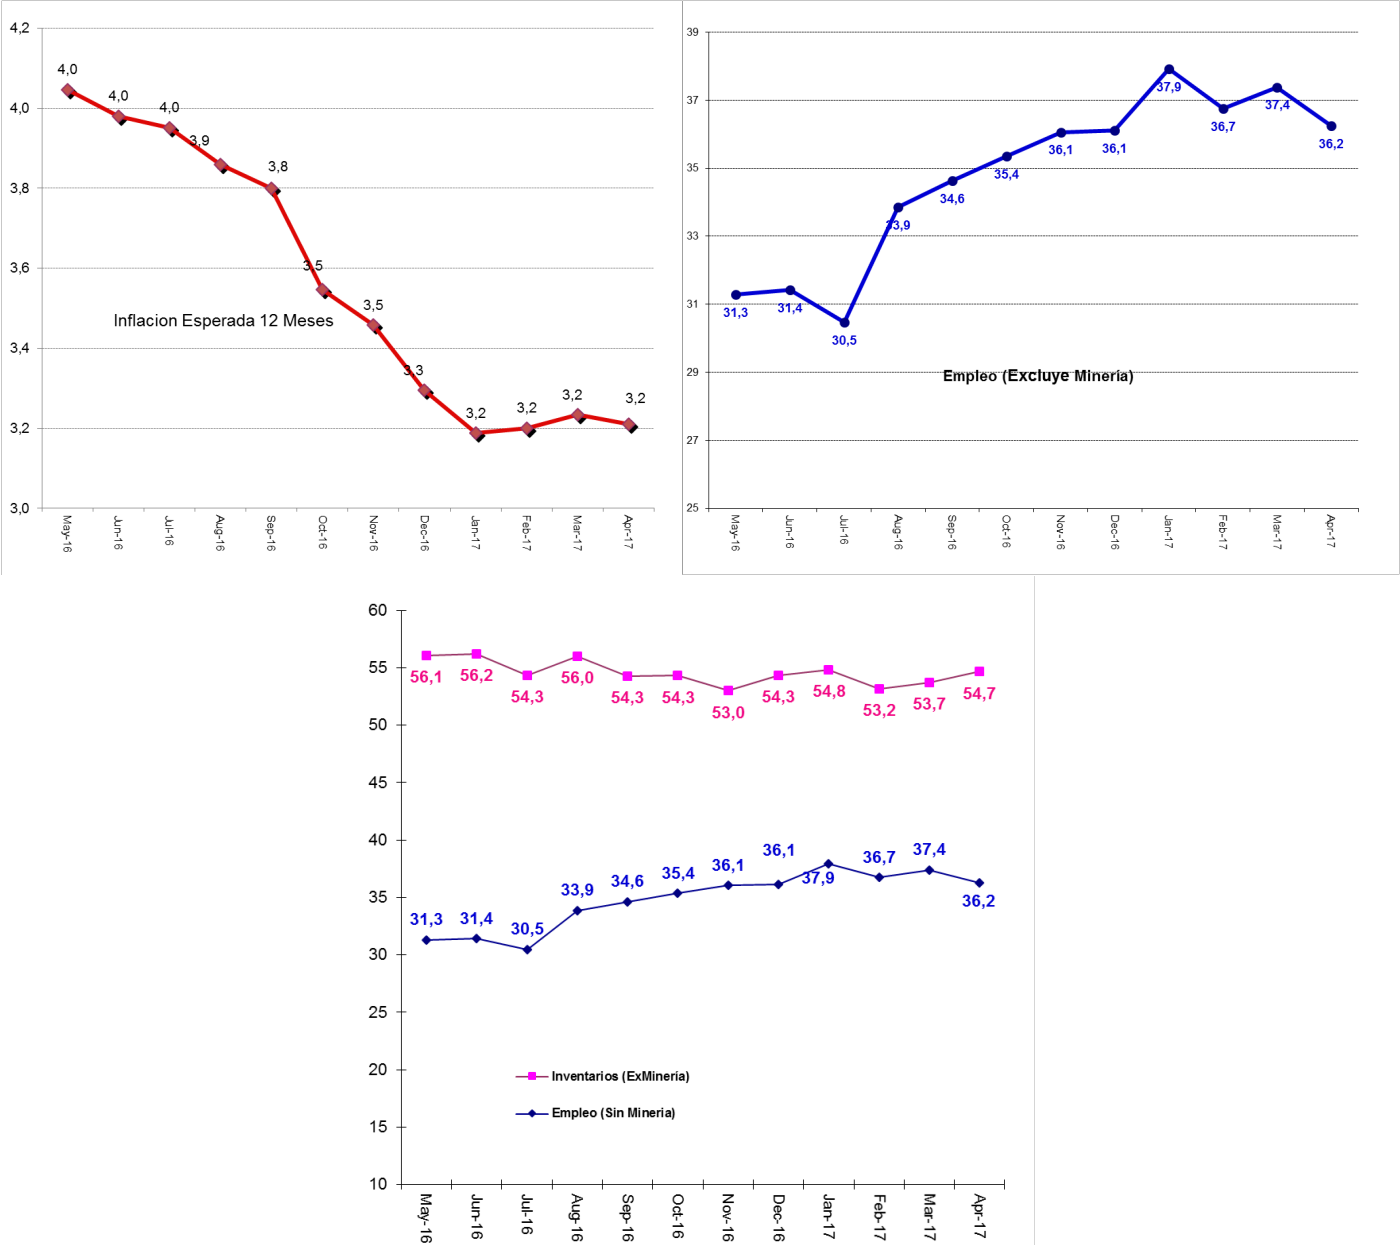 4,2
4,0
3,8
3,6
3,4
3,2
3,0
4,0
4,0
4,0
3,9
3,8
3,5
3,5
3,3
3,2
3,2
3,2
3,2
Inflacion Esperada 12 Meses
May-16
Jun-16
Jul-16
Aug-16
Sep-16
Oct-16
Nov-16
Dec-16
Jan-17
Feb-17
Mar-17
Apr-17
39
37
35
33
31
29
27
25
31,3
31,4
30,5
33,9
34,6
35,4
36,1
36,1
37,9
36,7
37,4
36,2
Empleo (Excluye Minería)
May-16
Jun-16
Jul-16
Aug-16
Sep-16
Oct-16
Nov-16
Dec-16
Jan-17
Feb-17
Mar-17
Apr-17
60
55
50
45
40
35
30
25
20
15
10
56,1
56,2
54,3
56,0
54,3
54,3
53,0
54,3
54,8
53,2
53,7
54,7
31,3
31,4
30,5
33,9
34,6
35,4
36,1
36,1
37,9
36,7
37,4
36,2
Inventarios (ExMinería)
Empleo (Sin Mineria)
May-16
Jun-16
Jul-16
Aug-16
Sep-16
Oct-16
Nov-16
Dec-16
Jan-17
Feb-17
Mar-17
Apr-17